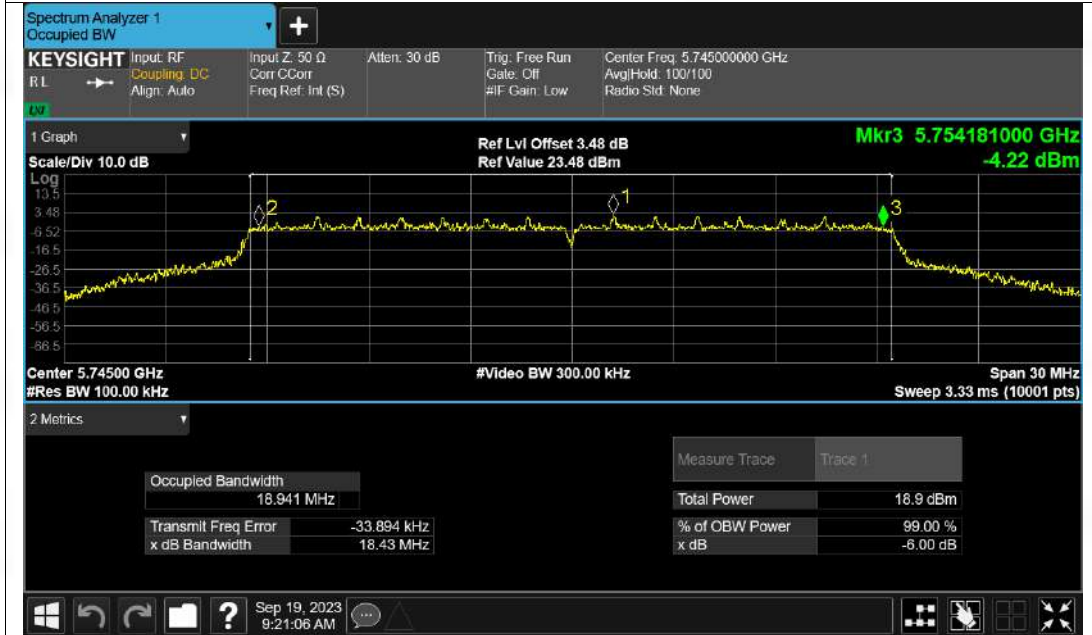 Spectrum Analyzer 1
Occupied BW
+
KEYSIGHT Input: RF Input Z: 50 Ω Atten: 30 dB Trig: Free Run Center Freq: 5.745000000 GHz
RL Coupling: DC Corr CCorr Gate: Off Avg|Hold: 100/100
Align: Auto Freq Ref: Int (S) #IF Gain: Low Radio Std: None
LXI
1 Graph
Ref Lvl Offset 3.48 dB Mkr3 5.754181000 GHz
Scale/Div 10.0 dB Ref Value 23.48 dBm -4.22 dBm
Log
13.5
3.48
-6.52
-16.5
-26.5
-36.5
-46.5
-56.5
-66.5
2
1
3
Center 5.74500 GHz #Video BW 300.00 kHz Span 30 MHz
#Res BW 100.00 kHz Sweep 3.33 ms (10001 pts)
2 Metrics
Measure Trace Trace 1
Occupied Bandwidth
18.941 MHz Total Power 18.9 dBm
Transmit Freq Error -33.894 kHz % of OBW Power 99.00 %
x dB Bandwidth 18.43 MHz x dB -6.00 dB
? Sep 19, 2023
9:21:06 AM